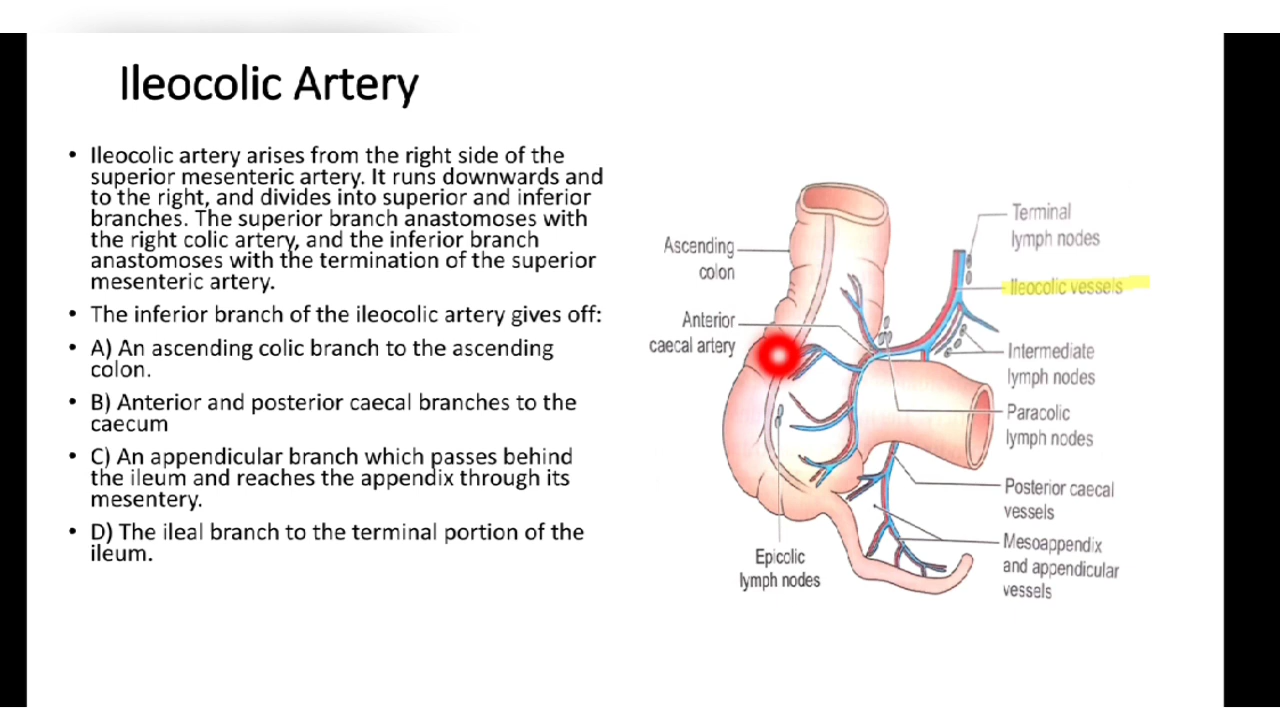 Ileocolic Artery
• Ileocolic artery arises from the right side of the
superior mesenteric artery. It runs downwards and
to the right, and divides into superior and inferior
branches. The superior branch anastomoses with
the right colic artery, and the inferior branch
anastomoses with the termination of the superior
mesenteric artery.
• The inferior branch of the ileocolic artery gives off:
• A) An ascending colic branch to the ascending
colon.
• B) Anterior and posterior caecal branches to the
caecum
• C) An appendicular branch which passes behind
the ileum and reaches the appendix through its
mesentery.
• D) The ileal branch to the terminal portion of the
ileum.
Ascending
colon
Anterior
caecal artery
Epicolic
lymph nodes
Terminal
lymph nodes
Ileocolic vessels
Intermediate
lymph nodes
Paracolic
lymph nodes
Posterior caecal
vessels
Mesoappendix
and appendicular
vessels